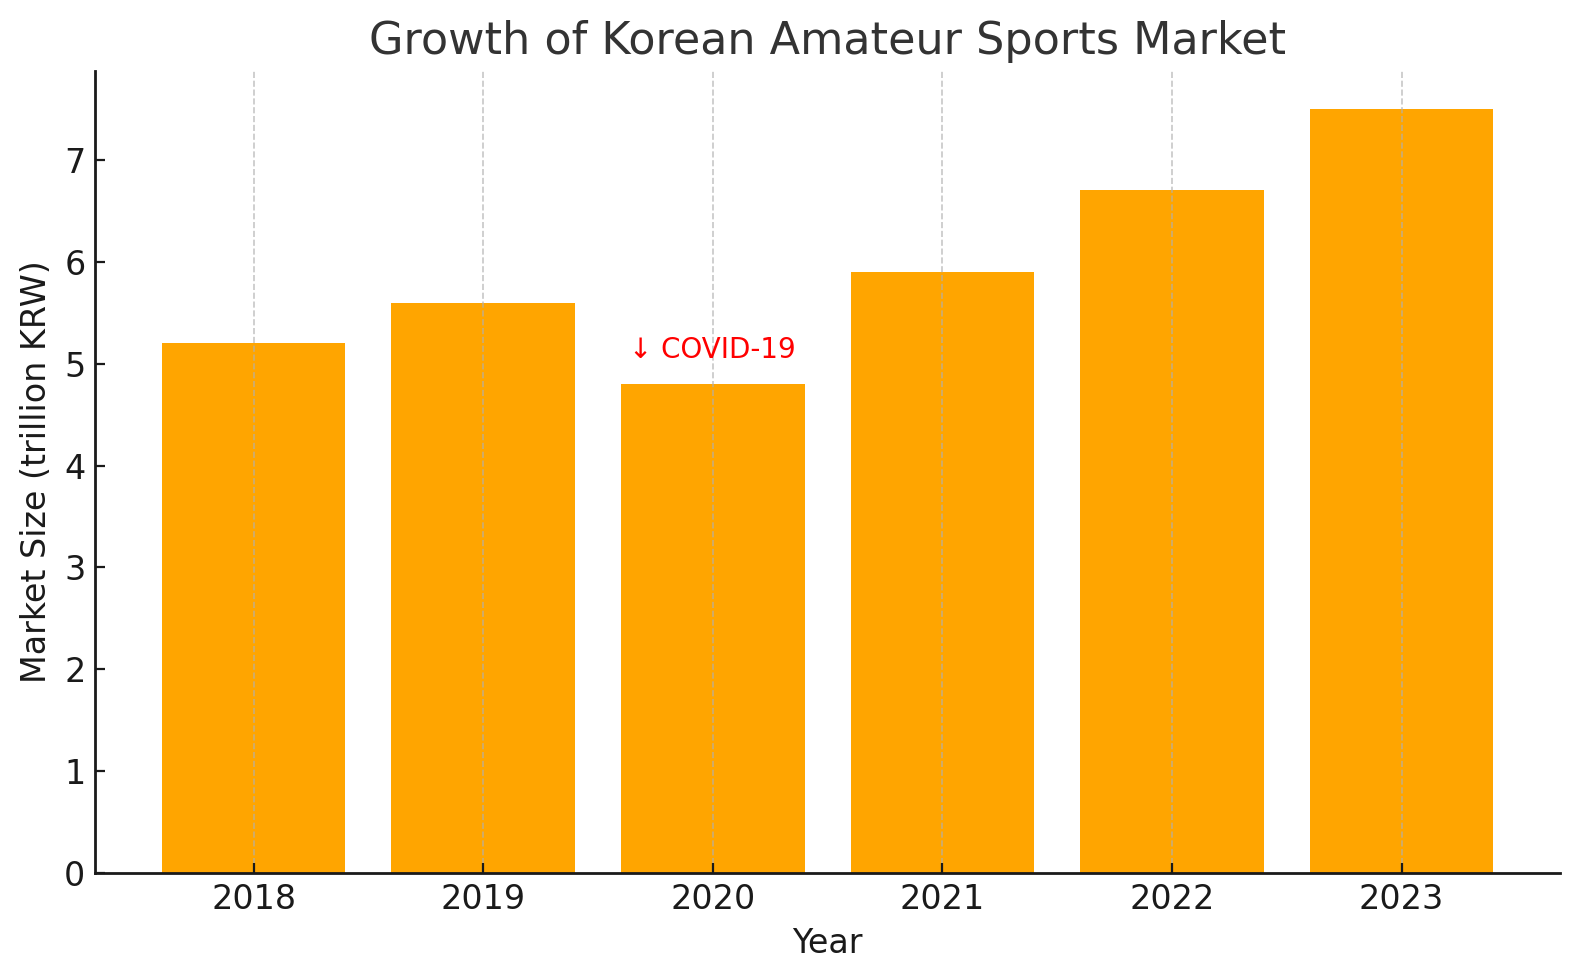 Growth of Korean Amateur Sports Market
Market Size (trillion KRW)
7
6
5
4
3
2
1
0
↓ COVID-19
2018 2019 2020 2021 2022 2023
Year